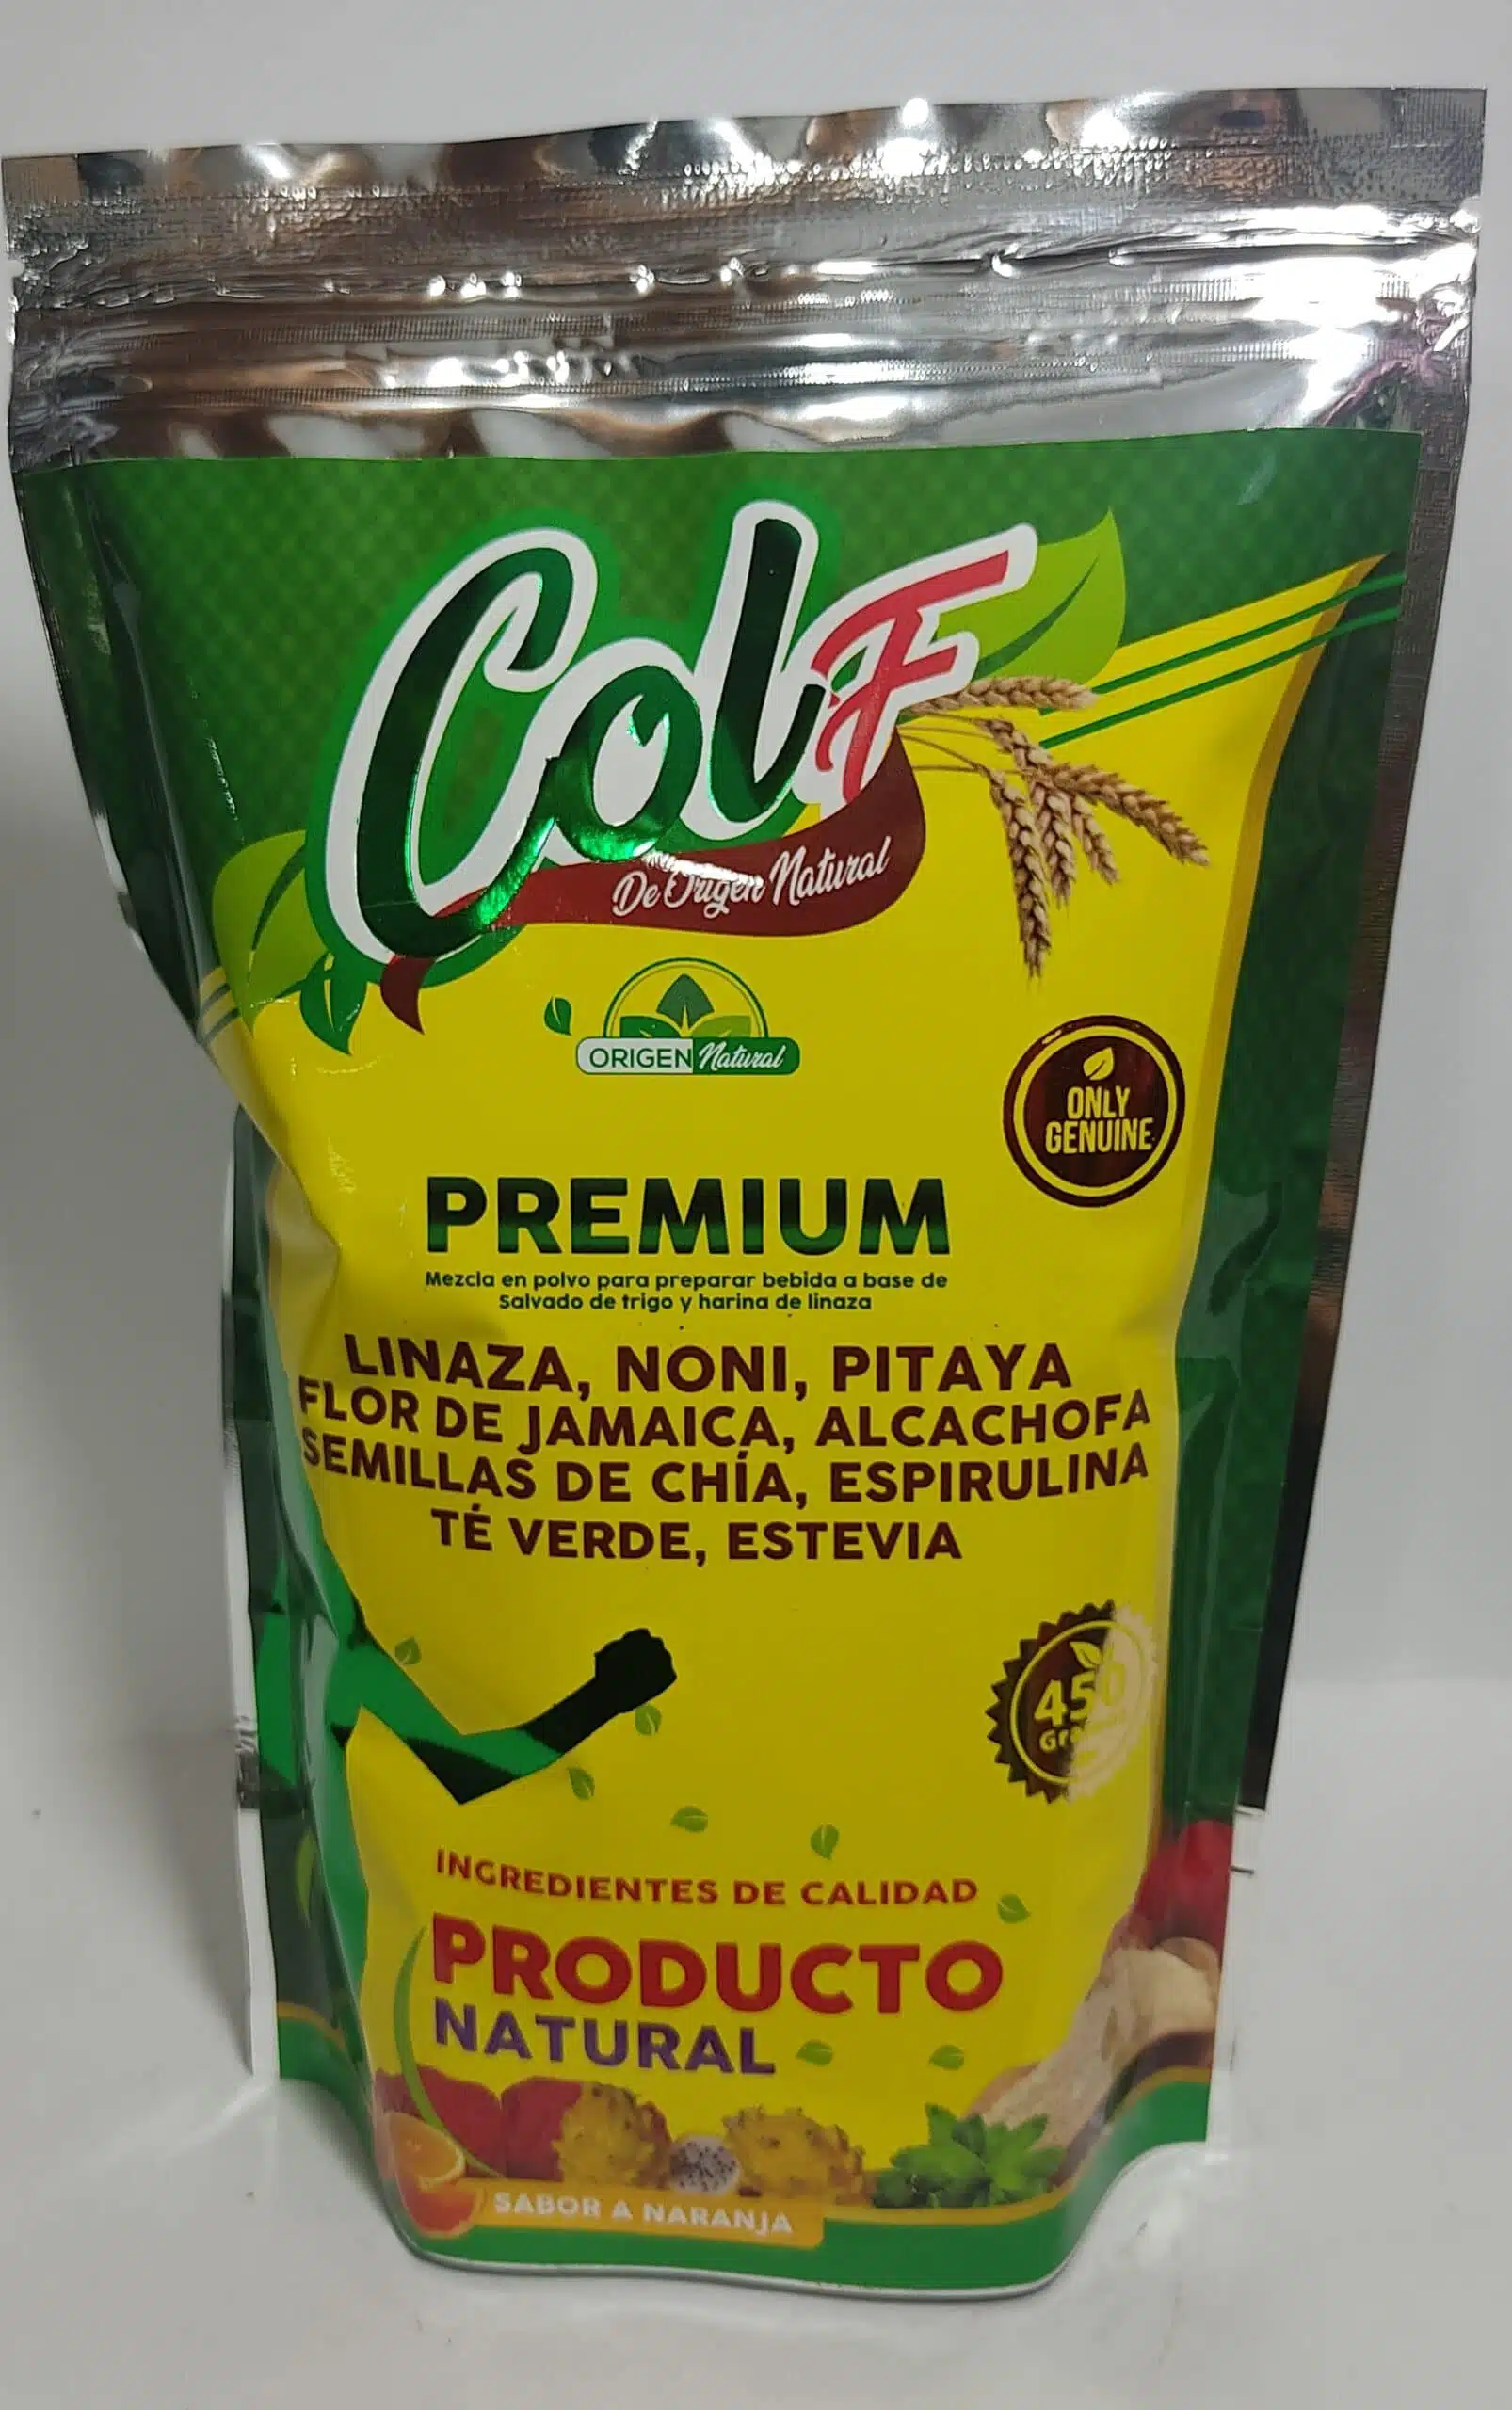 ColF
De Origen Natural
ORIGEN Natural
ONLY
GENUINE
PREMIUM
Mezcla en polvo para preparar bebida a base de
Salvado de trigo y harina de linaza
LINAZA, NONI, PITAYA
FLOR DE JAMAICA, ALCACHOFA
SEMILLAS DE CHÍA, ESPIRULINA
TÉ VERDE, ESTEVIA
450
INGREDIENTES DE CALIDAD
PRODUCTO
NATURAL
SABOR A NARANJA